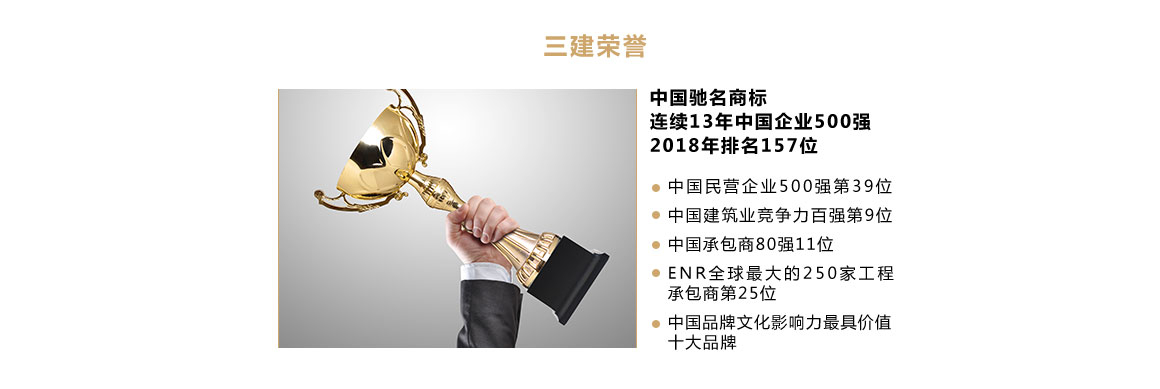 三建荣誉
中国驰名商标
连续13年中国企业500强
2018年排名157位
中国民营企业500强第39位
中国建筑业竞争力百强第9位
中国承包商80强11位
ENR全球最大的250家工程
承包商第25位
中国品牌文化影响力最具价值
十大品牌